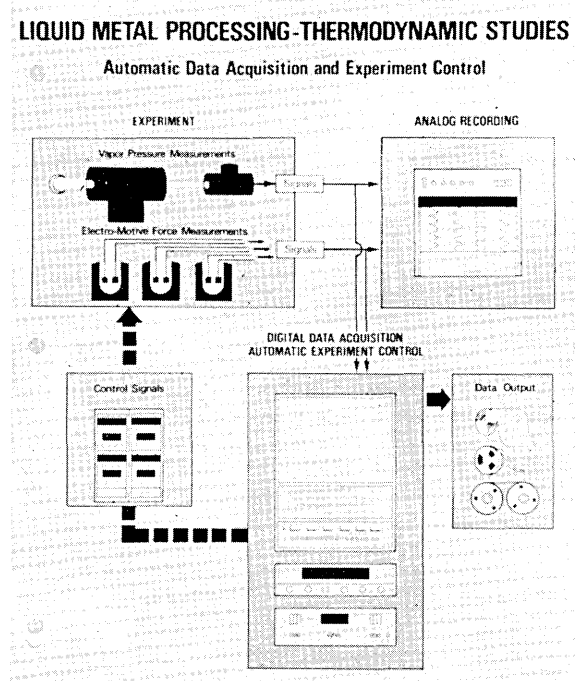 LIQUID METAL PROCESSING-THERMODYNAMIC STUDIES
Automatic Data Acquisition and Experiment Control
EXPERIMENT
ANALOG RECORDING
Vapor Pressure Measurements
Signals
Electro-Motive Force Measurements
Signals
DIGITAL DATA ACQUISITION
AUTOMATIC EXPERIMENT CONTROL
Control Signals
Data Output